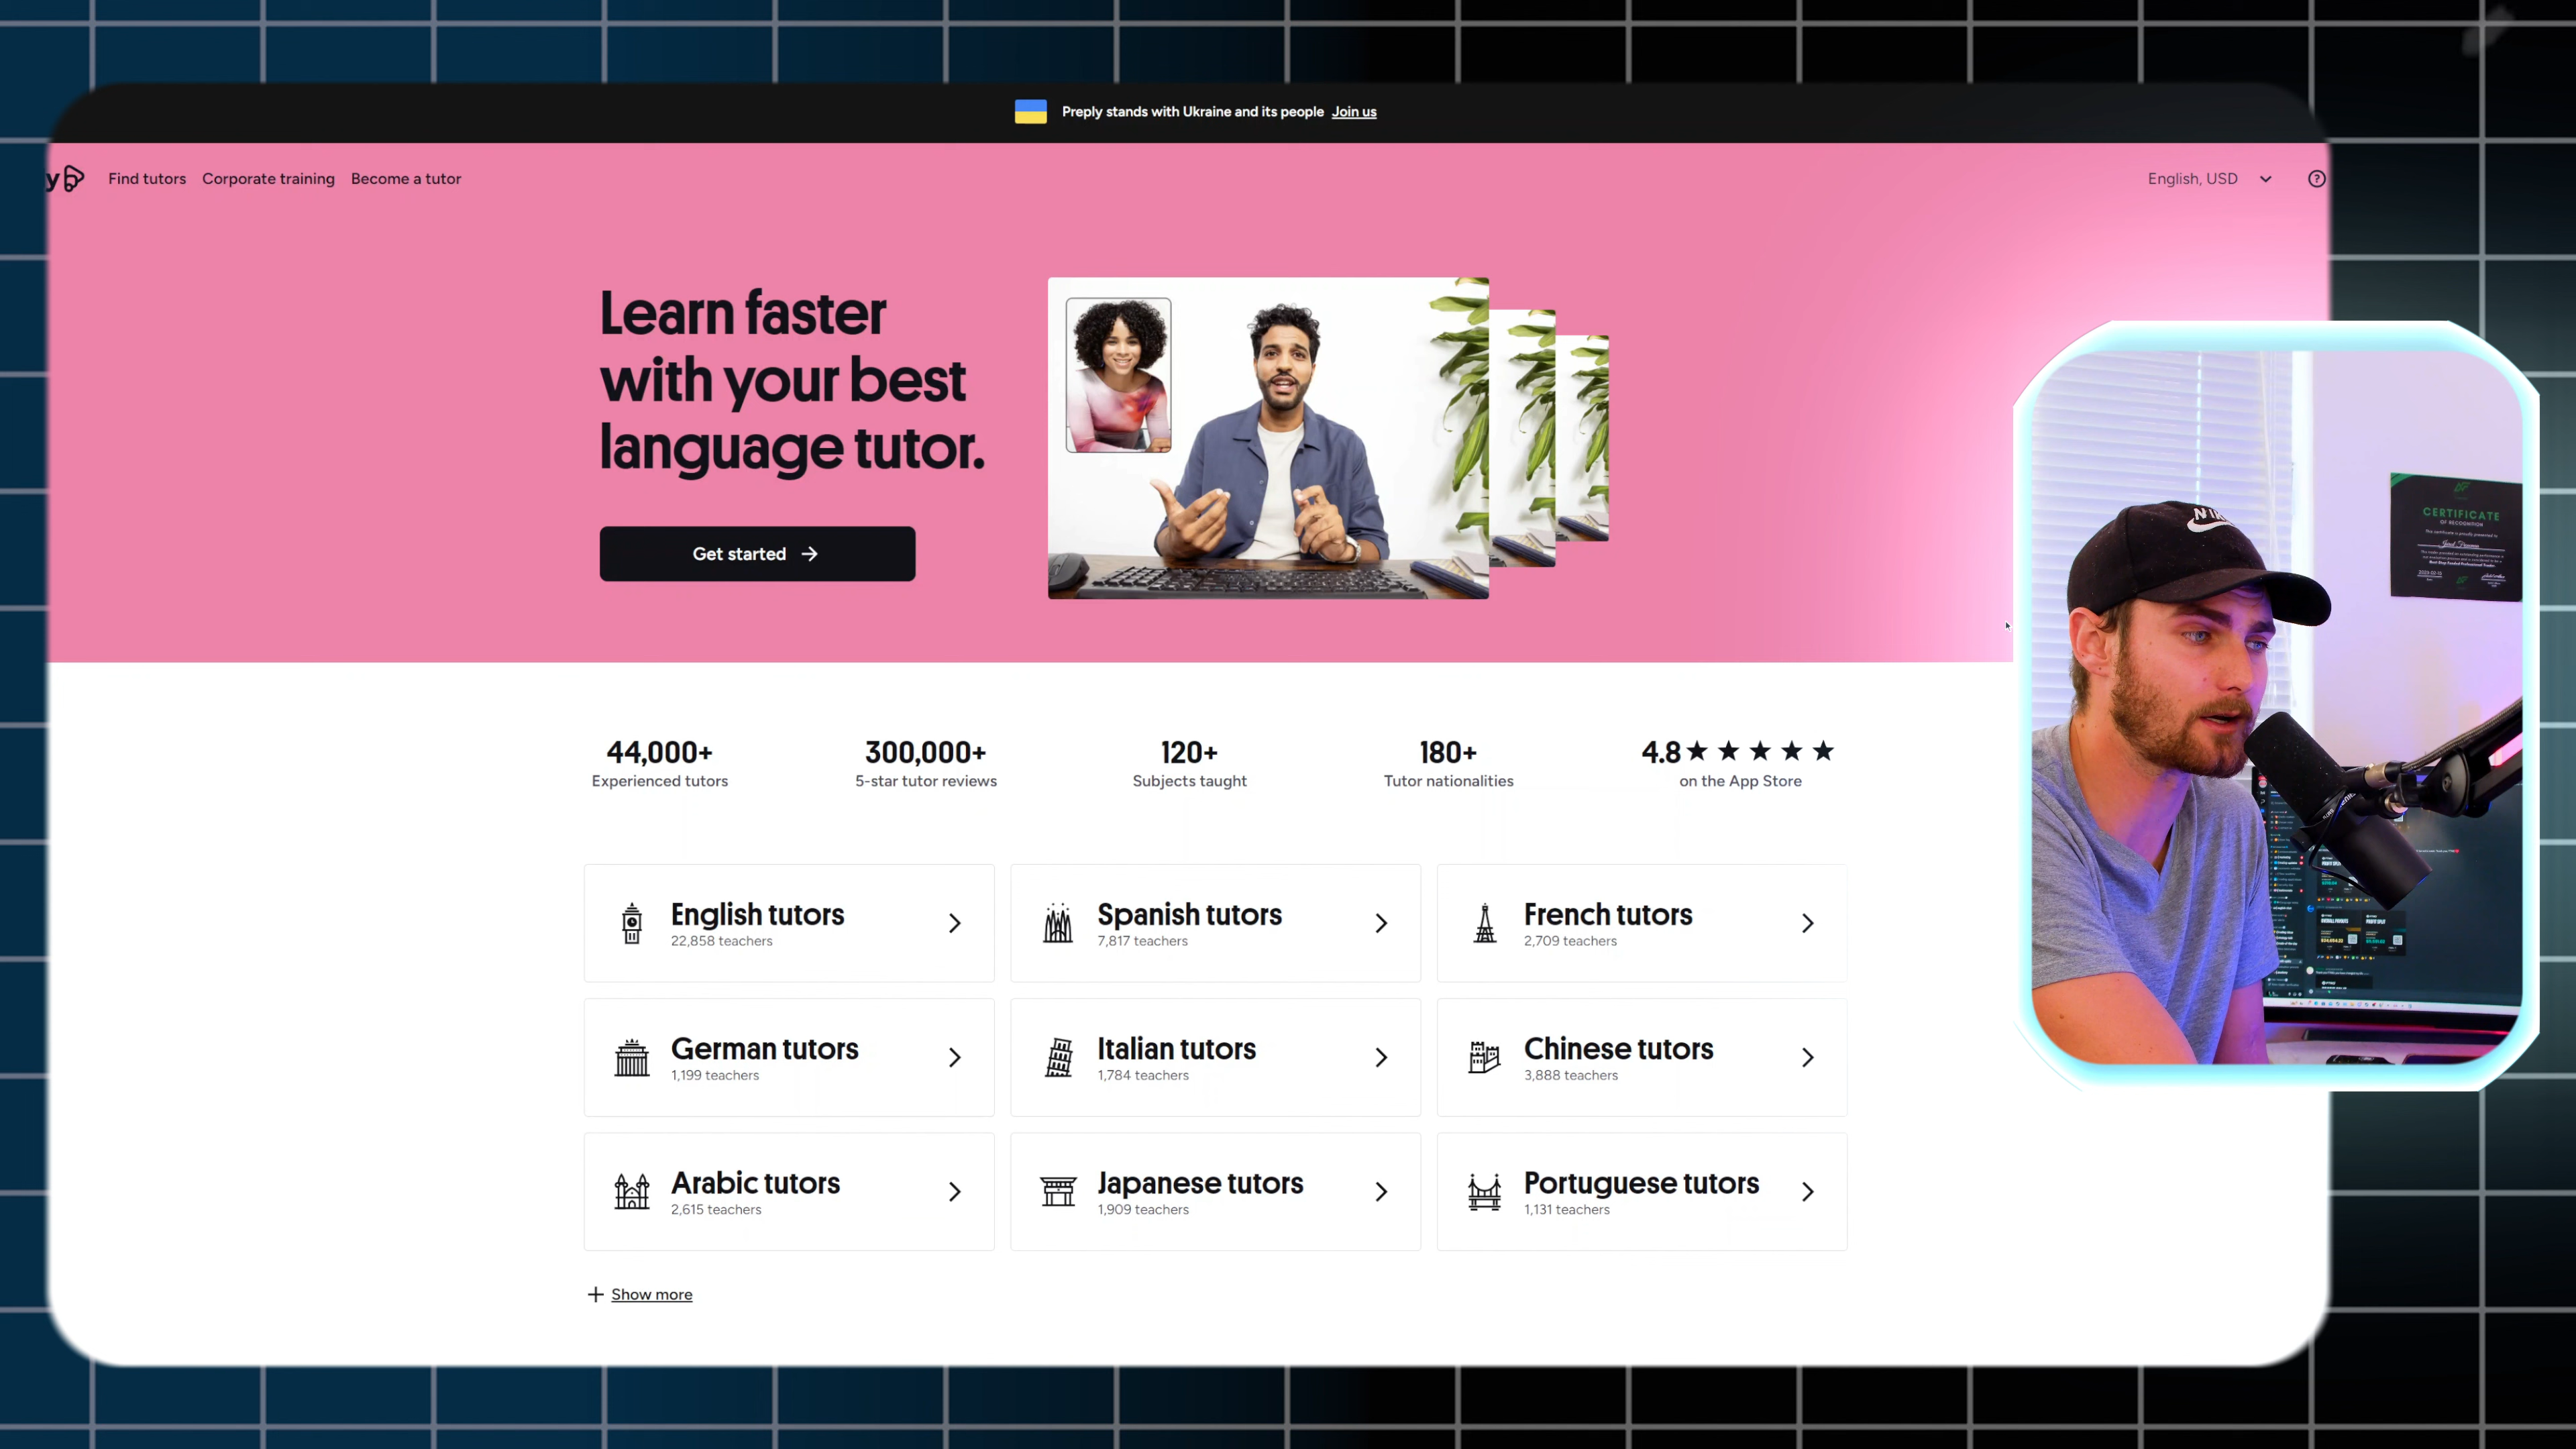 Preply stands with Ukraine and its people Join us
y
Find tutors Corporate training Become a tutor
English, USD
Learn faster
with your best
language tutor.
Get started
44,000+
Experienced tutors
300,000+
5-star tutor reviews
120+
Subjects taught
180+
Tutor nationalities
4.8
on the App Store
English tutors
22,858 teachers
Spanish tutors
7,817 teachers
French tutors
2,709 teachers
German tutors
1,199 teachers
Italian tutors
1,784 teachers
Chinese tutors
3,888 teachers
Arabic tutors
2,615 teachers
Japanese tutors
1,909 teachers
Portuguese tutors
1,131 teachers
Show more
CERTIFICATE
OF RECOGNITION